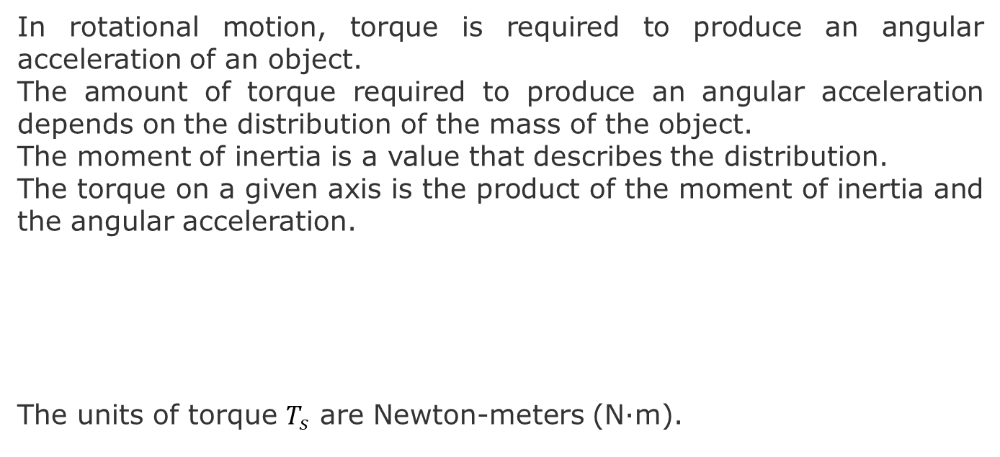 In rotational motion, torque is required to produce an angular
acceleration of an object.
The amount of torque required to produce an angular acceleration
depends on the distribution of the mass of the object.
The moment of inertia is a value that describes the distribution.
The torque on a given axis is the product of the moment of inertia and
the angular acceleration.
The units of torque Tₛ are Newton-meters (N·m).